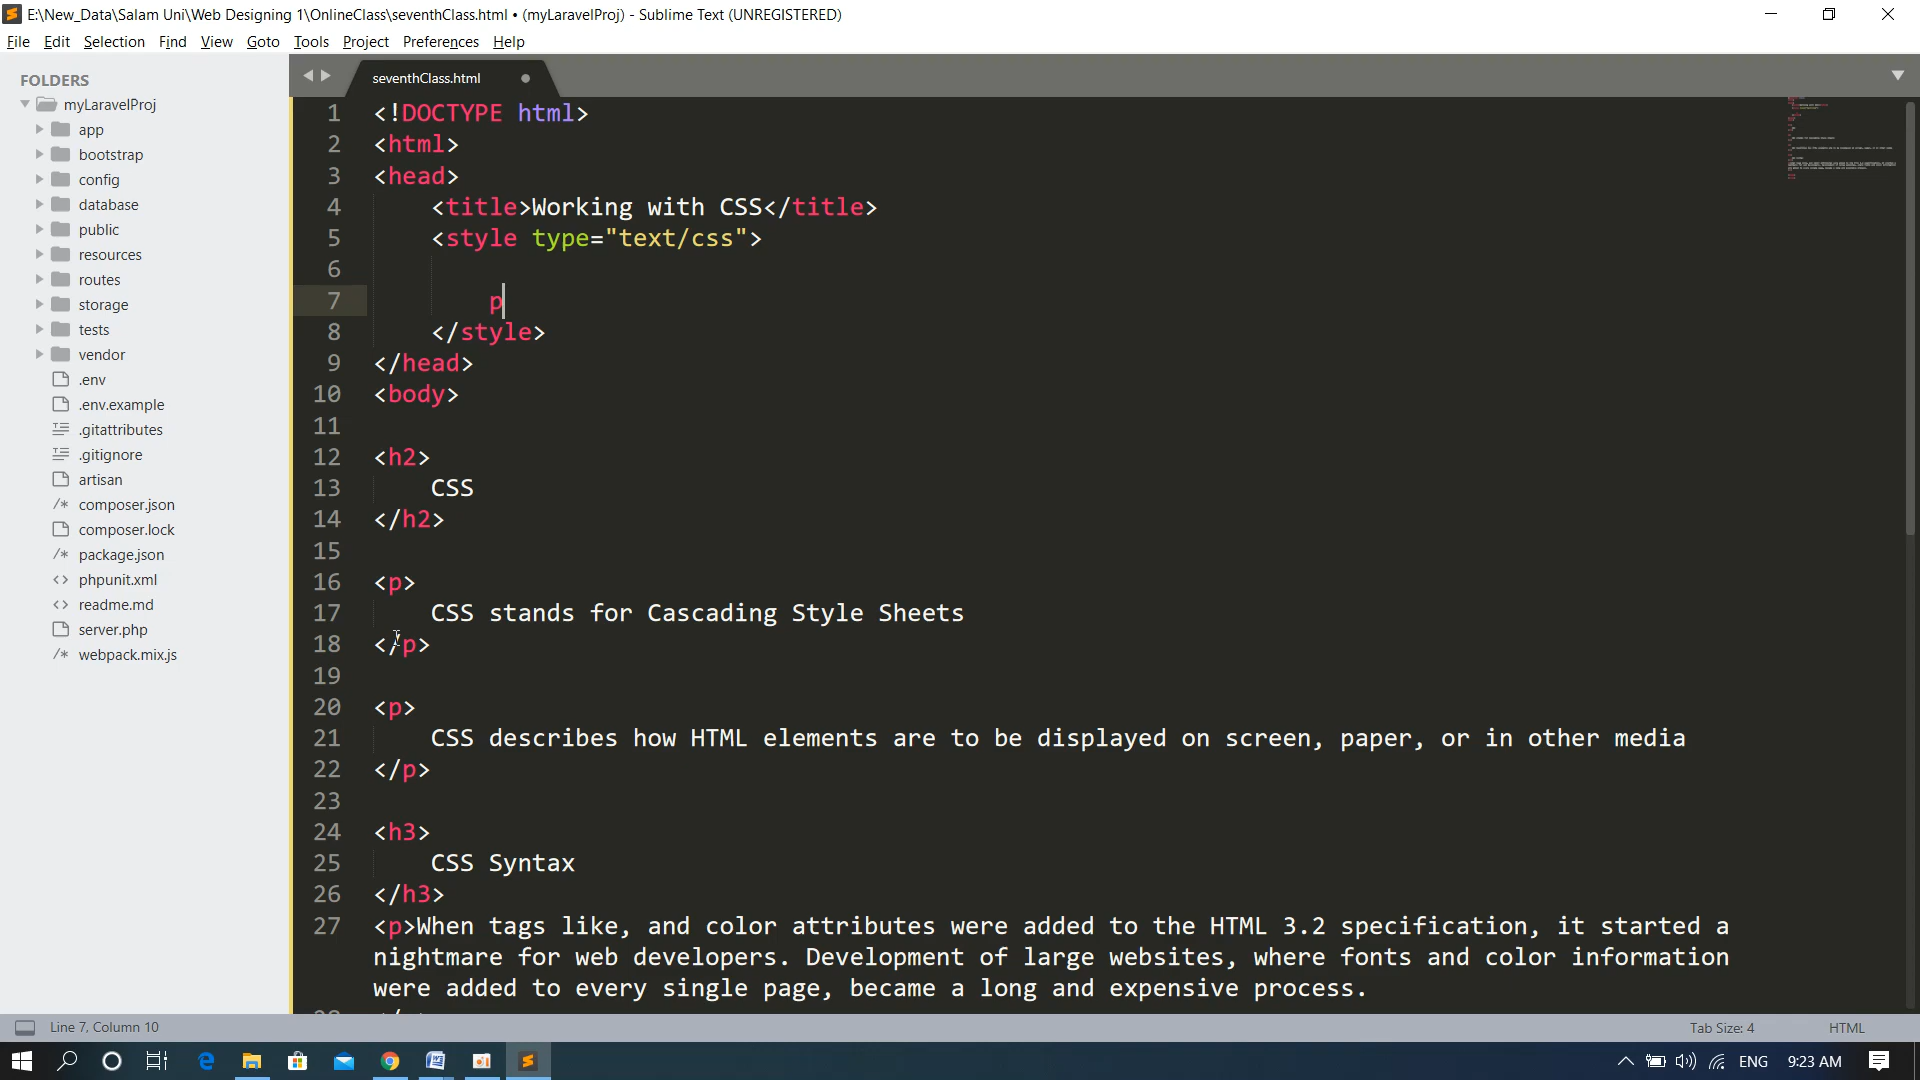 E:\New_Data\Salam Uni\Web Designing 1\OnlineClass\seventhClass.html • (myLaravelProj) - Sublime Text (UNREGISTERED)
File Edit Selection Find View Goto Tools Project Preferences Help
FOLDERS
myLaravelProj
app
bootstrap
config
database
public
resources
routes
storage
tests
vendor
.env
.env.example
.gitattributes
.gitignore
artisan
/* composer.json
composer.lock
/* package.json
<> phpunit.xml
<> readme.md
server.php
/* webpack.mix.js
seventhClass.html
1 <!DOCTYPE html>
2 <html>
3 <head>
4 <title>Working with CSS</title>
5 <style type="text/css">
6
7 p
8 </style>
9 </head>
10 <body>
11
12 <h2>
13 CSS
14 </h2>
15
16 <p>
17 CSS stands for Cascading Style Sheets
18 </p>
19
20 <p>
21 CSS describes how HTML elements are to be displayed on screen, paper, or in other media
22 </p>
23
24 <h3>
25 CSS Syntax
26 </h3>
27 <p>When tags like, and color attributes were added to the HTML 3.2 specification, it started a
nightmare for web developers. Development of large websites, where fonts and color information
were added to every single page, became a long and expensive process.
Line 7, Column 10
Tab Size: 4
HTML
ENG
9:23 AM